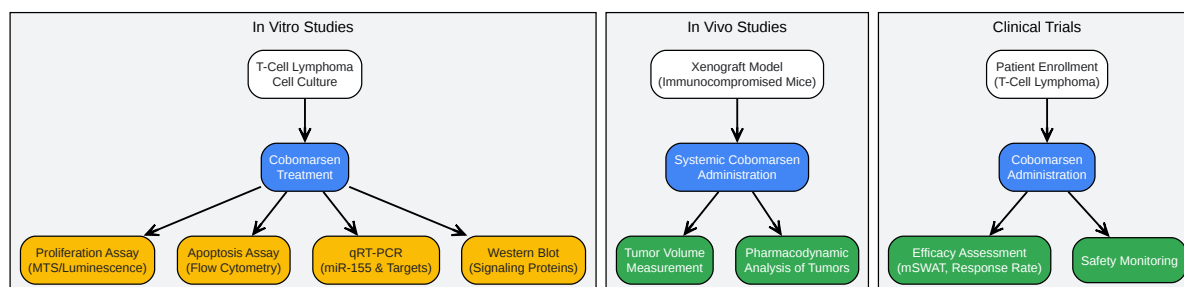 In Vitro Studies
T-Cell Lymphoma
Cell Culture
Cobomarsen
Treatment
Proliferation Assay
(MTS/Luminescence)
Apoptosis Assay
(Flow Cytometry)
qRT-PCR
(miR-155 & Targets)
Western Blot
(Signaling Proteins)
In Vivo Studies
Xenograft Model
(Immunocompromised Mice)
Systemic Cobomarsen
Administration
Tumor Volume
Measurement
Pharmacodynamic
Analysis of Tumors
Clinical Trials
Patient Enrollment
(T-Cell Lymphoma)
Cobomarsen
Administration
Efficacy Assessment
(mSWAT, Response Rate)
Safety Monitoring